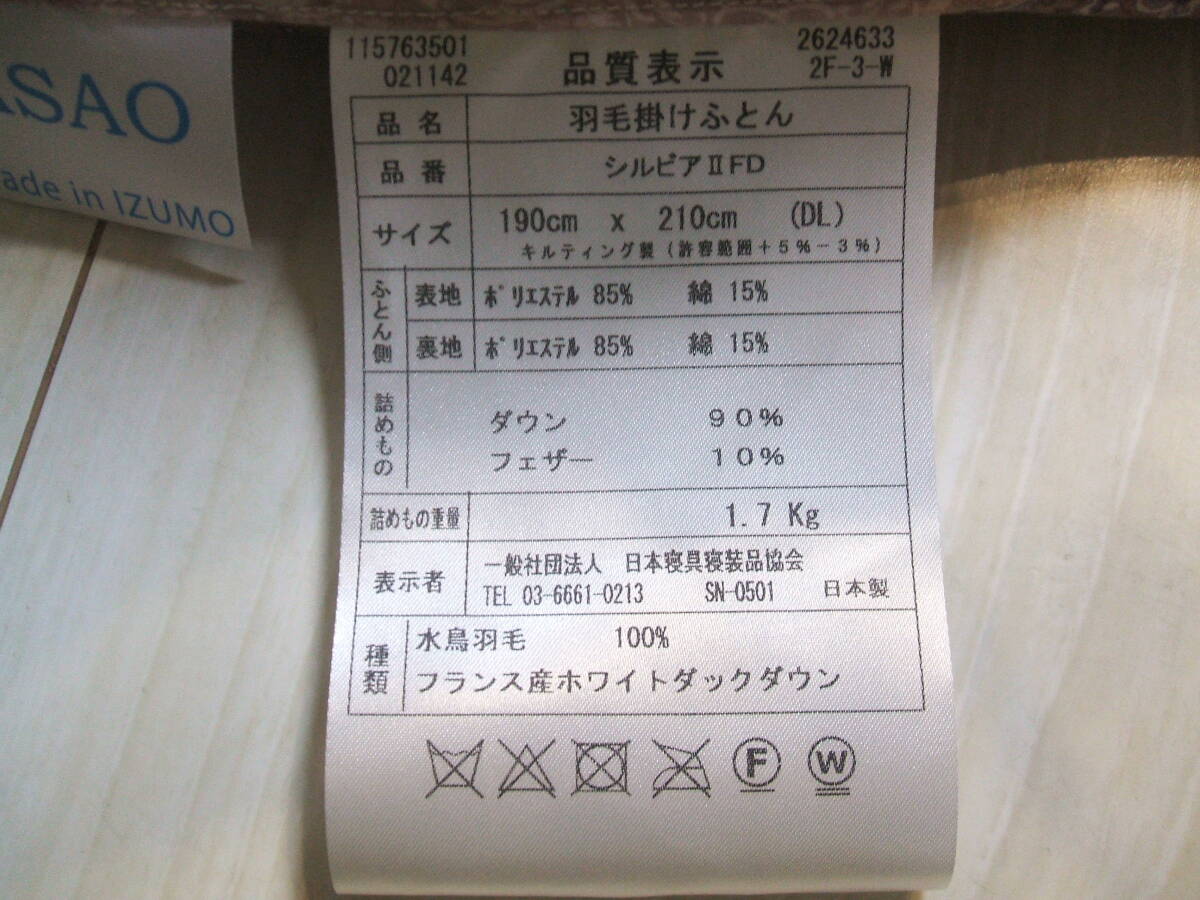 ASAO
ade in IZUMO
115763501
021142
品質表示
2624633
2F-3-W
品 名 羽毛掛けふとん
品 番 シルビアⅡFD
サイズ 190cm x 210cm (DL)
キルティング製(許容範囲+5%-3%)
ふとん側
表地 ポリエステル 85% 綿 15%
裏地 ポリエステル 85% 綿 15%
詰めもの
ダウン 90%
フェザー 10%
詰めもの重量 1.7 Kg
表示者
一般社団法人 日本寝具寝装品協会
TEL 03-6661-0213 SN-0501 日本製
種類
水鳥羽毛 100%
フランス産ホワイトダックダウン
F W